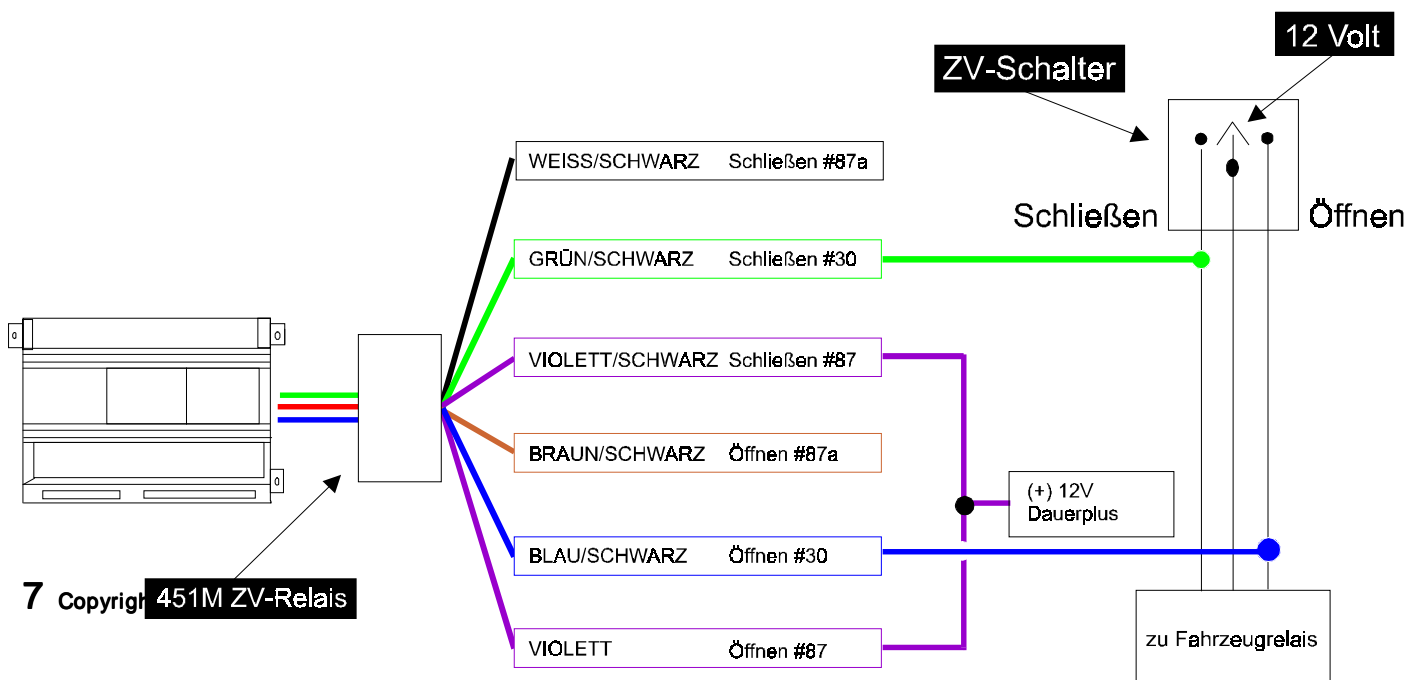 12 Volt
ZV-Schalter
WEISS/SCHWARZ Schließen #87a
Schließen Öffnen
GRÜN/SCHWARZ Schließen #30
VIOLETT/SCHWARZ Schließen #87
BRAUN/SCHWARZ Öffnen #87a
(+) 12V
Dauerplus
BLAU/SCHWARZ Öffnen #30
7 Copyrigh
451M ZV-Relais
VIOLETT Öffnen #87
zu Fahrzeugrelais